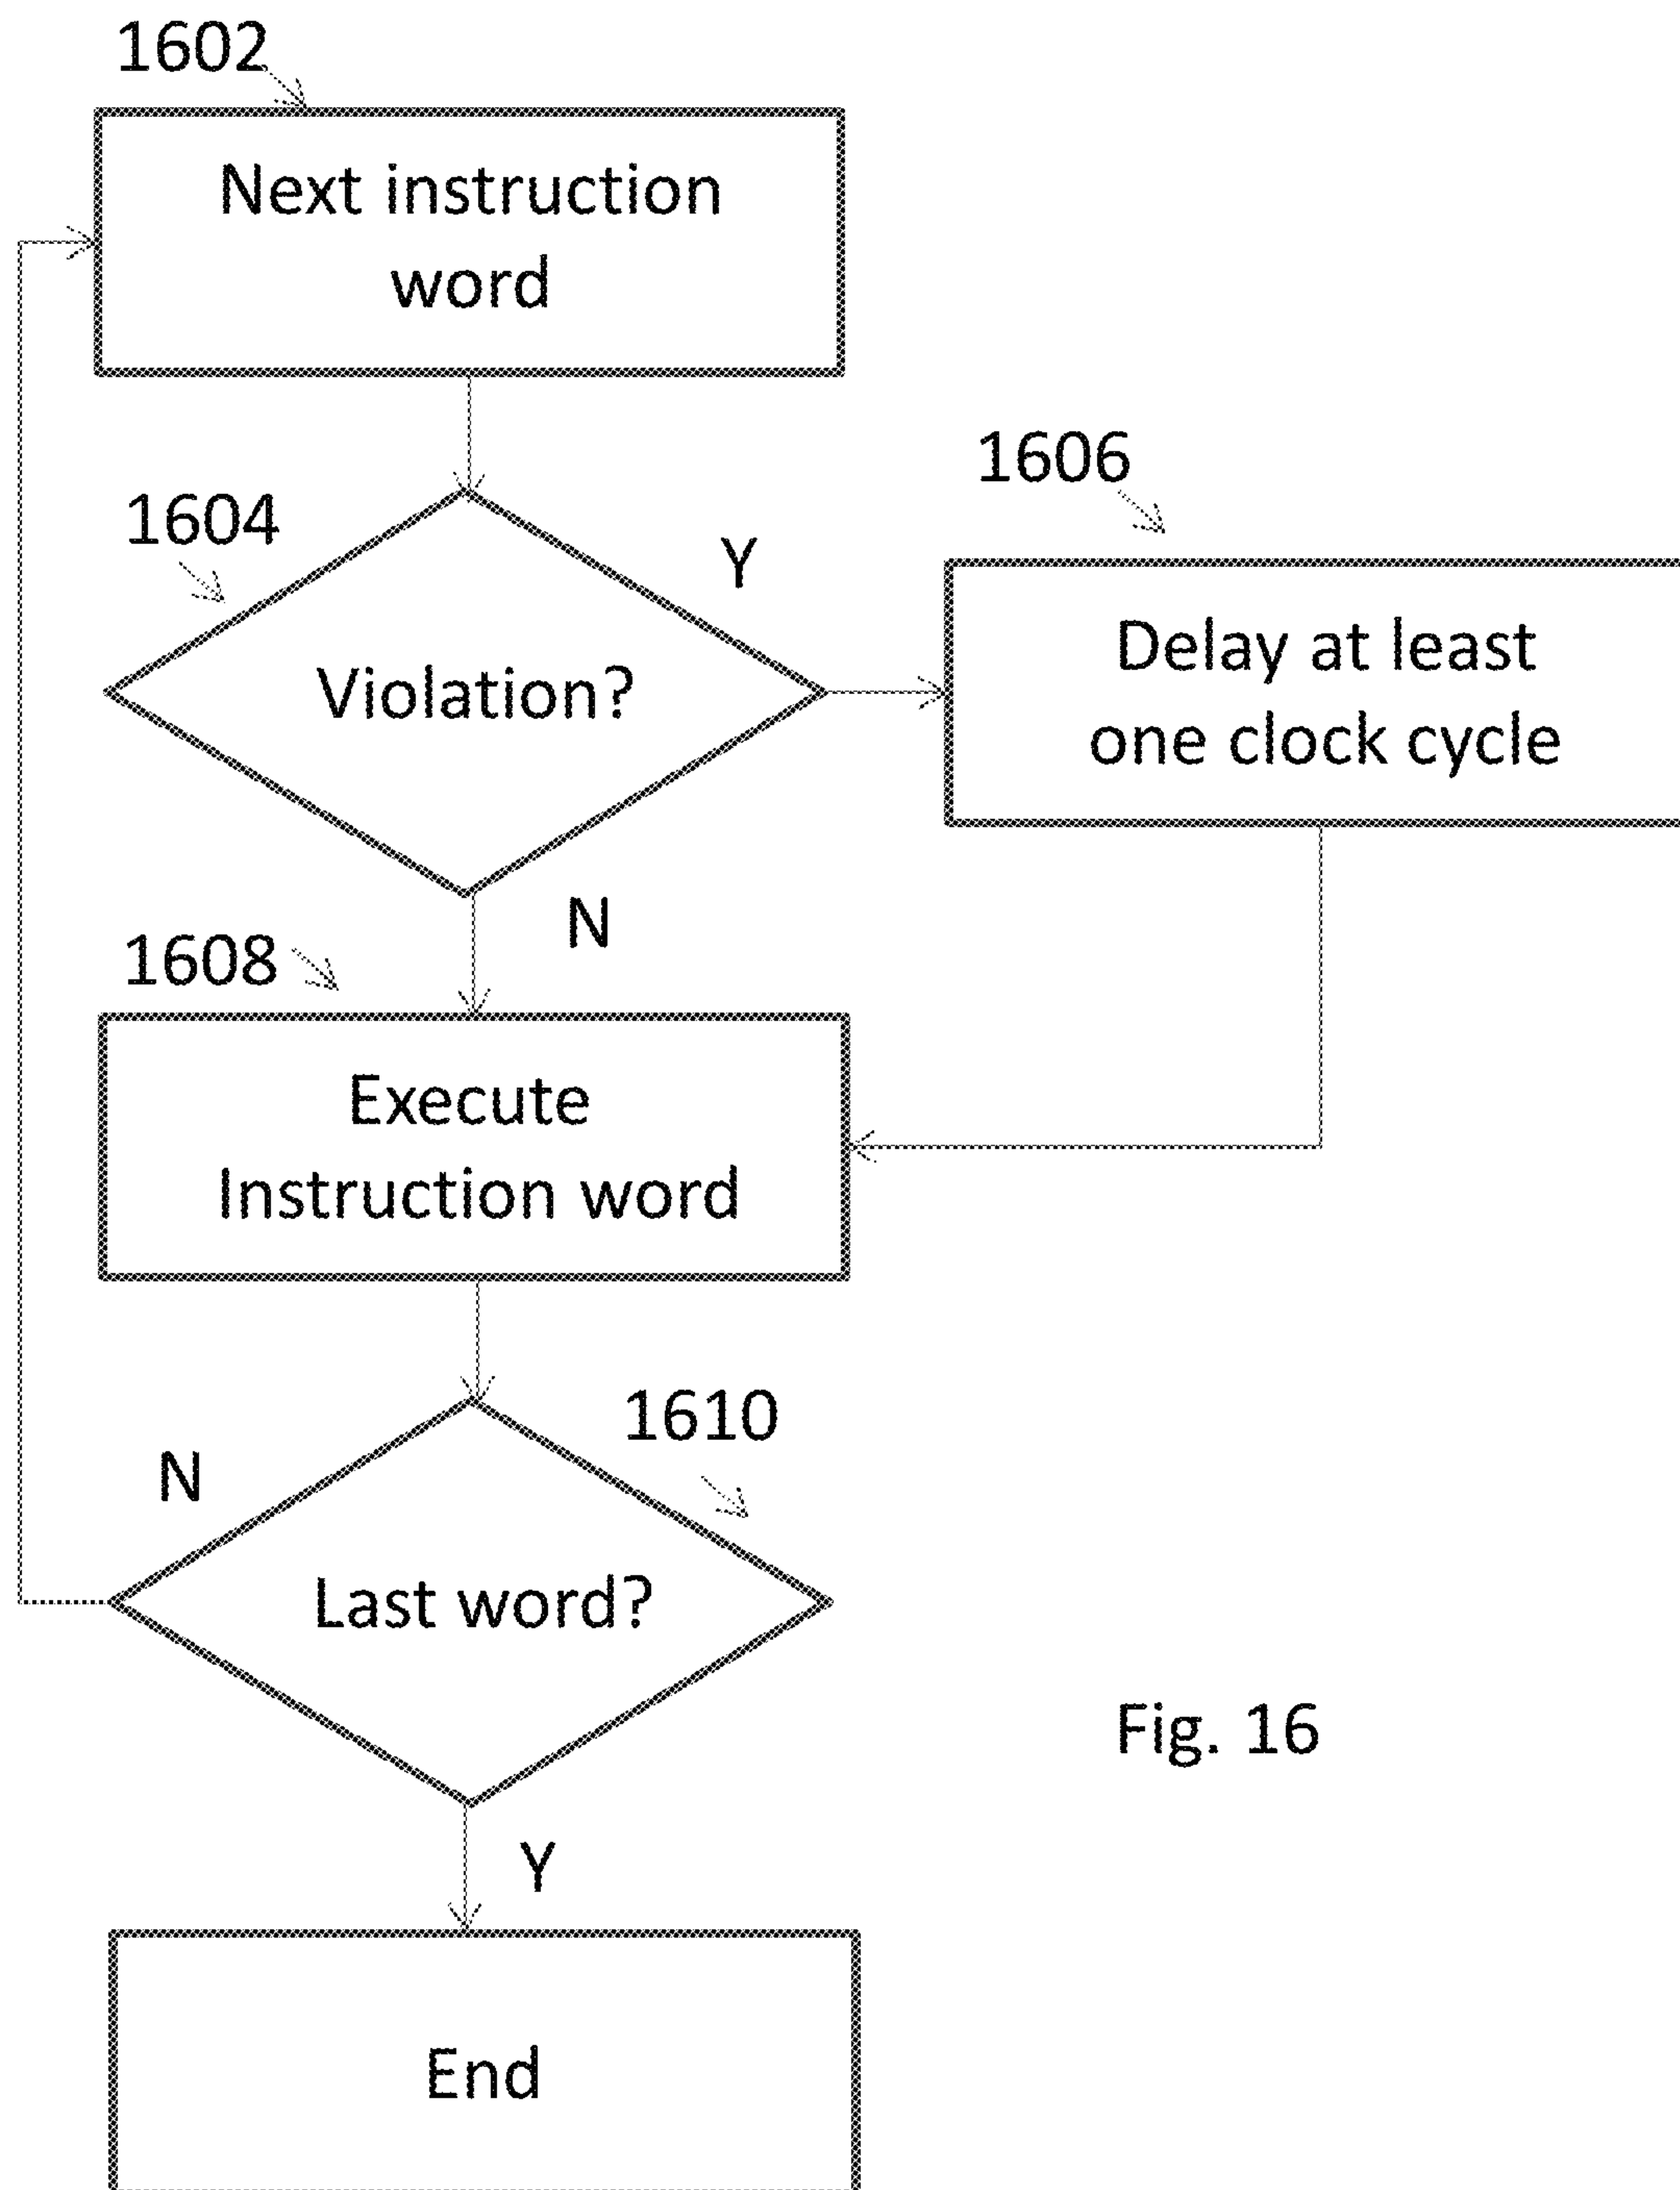 1602
Next instruction
word
1604
Violation?
Y
1606
Delay at least
one clock cycle
N
1608
Execute
Instruction word
1610
N
Last word?
Y
End
Fig. 16